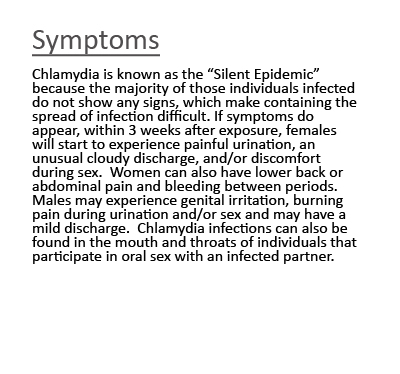 Symptoms
Chlamydia is known as the “Silent Epidemic”
because the majority of those individuals infected
do not show any signs, which make containing the
spread of infection difficult. If symptoms do
appear, within 3 weeks after exposure, females
will start to experience painful urination, an
unusual cloudy discharge, and/or discomfort
during sex.  Women can also have lower back or
abdominal pain and bleeding between periods.
Males may experience genital irritation, burning
pain during urination and/or sex and may have a
mild discharge.  Chlamydia infections can also be
found in the mouth and throats of individuals that
participate in oral sex with an infected partner.